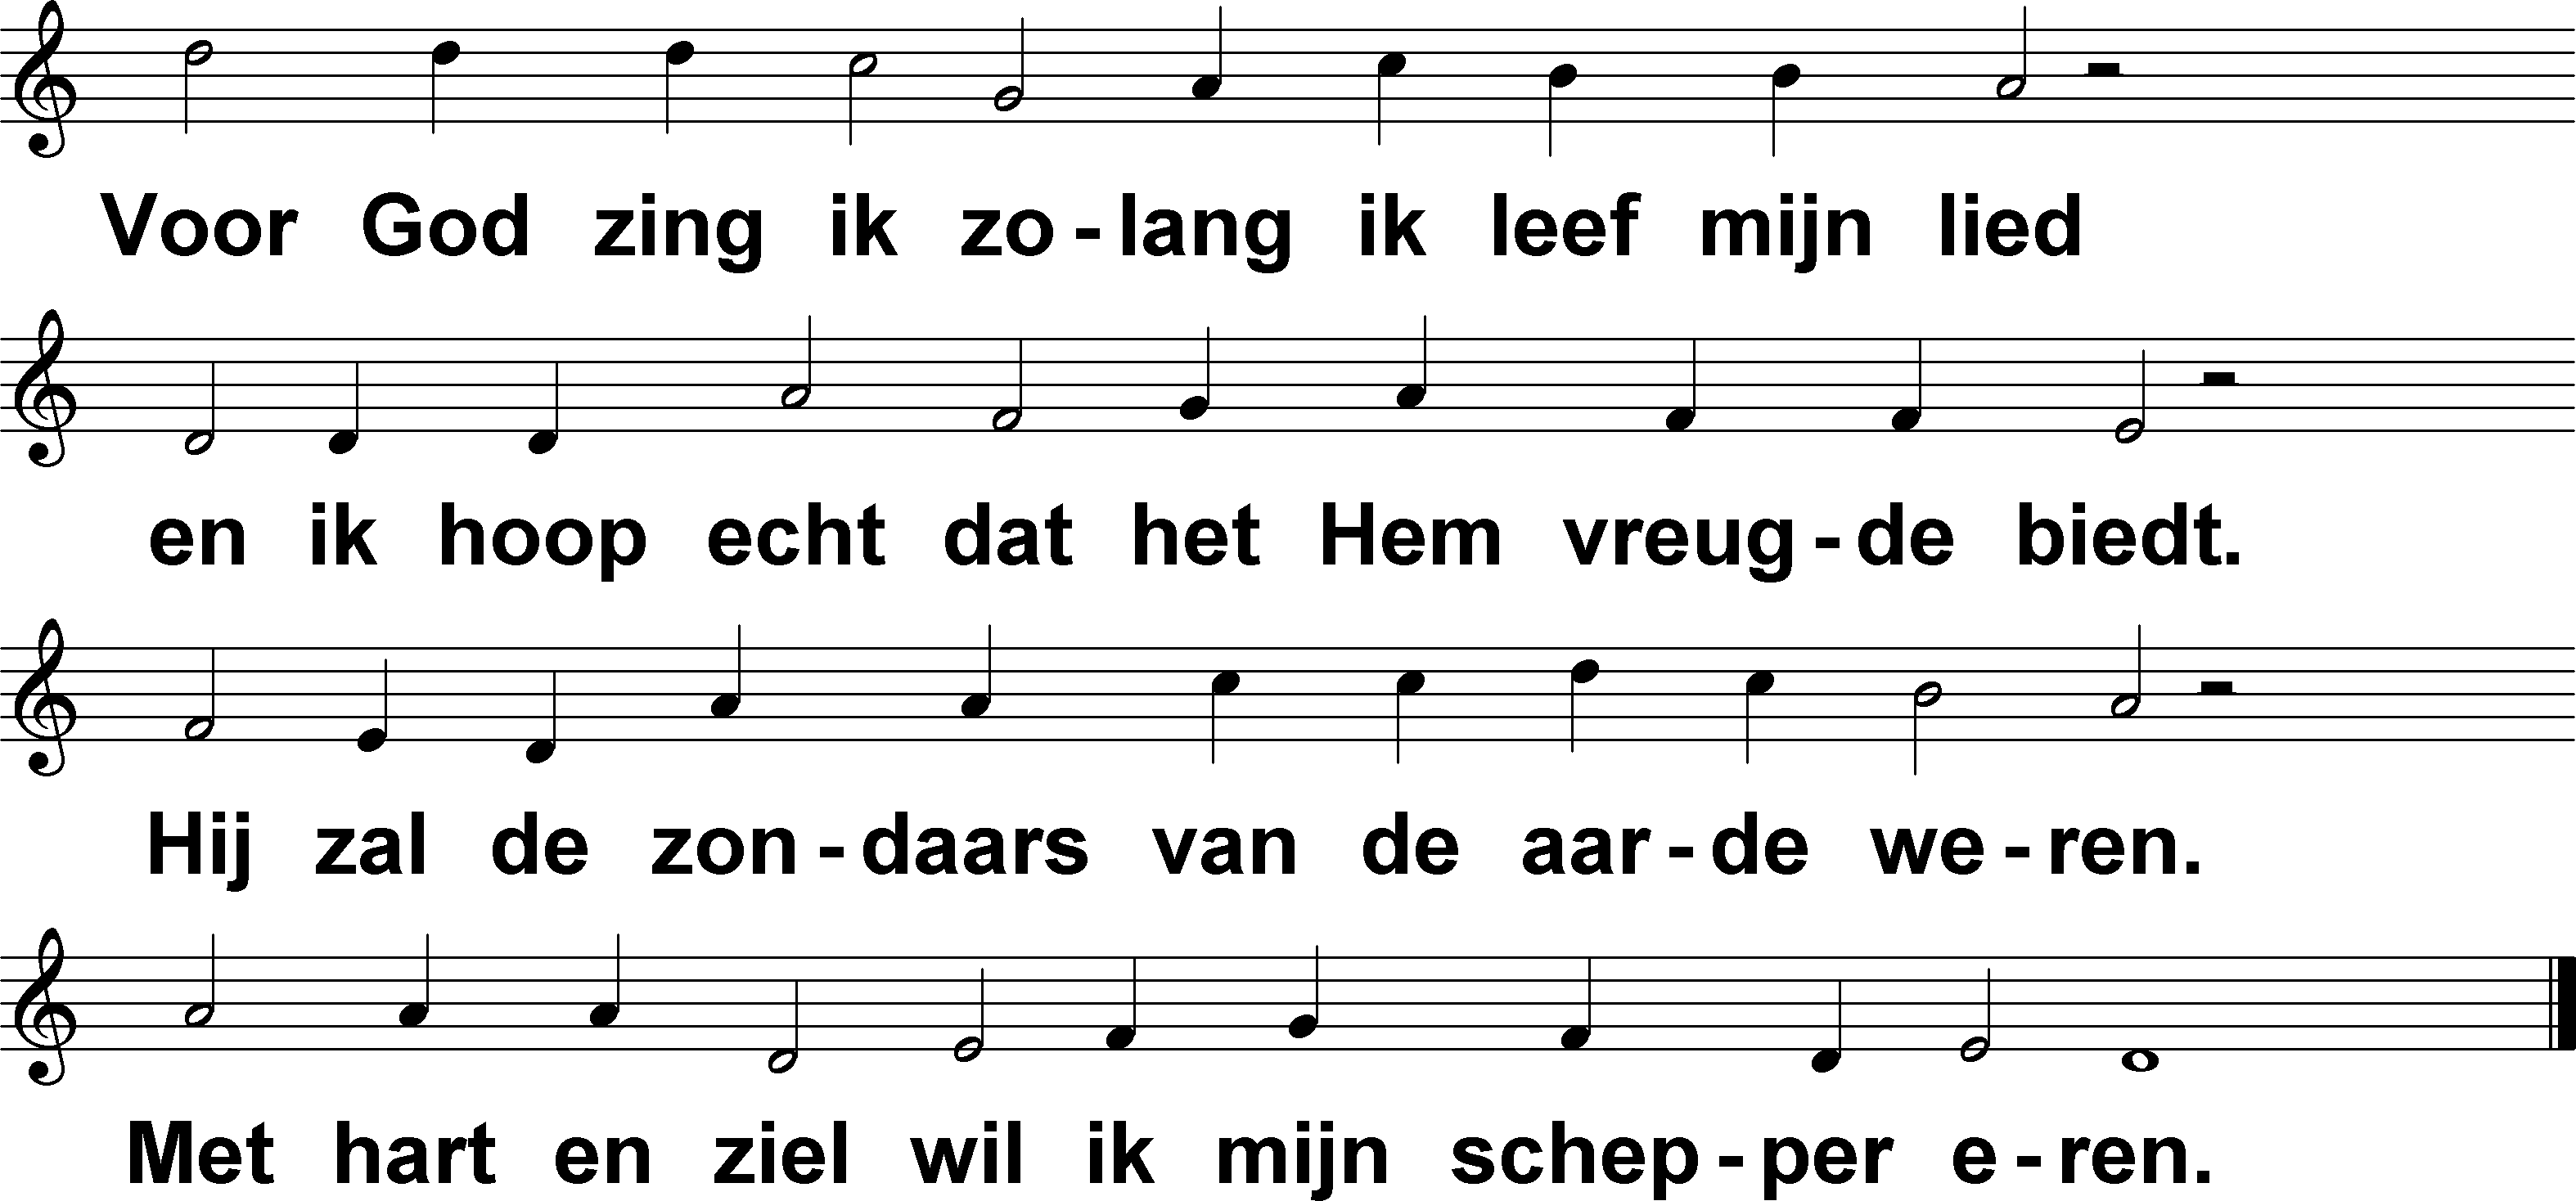 Voor God zing ik zo-lang ik leef mijn lied
en ik hoop echt dat het Hem vreug-de biedt.
Hij zal de zon-daars van de aar-de we-ren.
Met hart en ziel wil ik mijn schep-per e-ren.